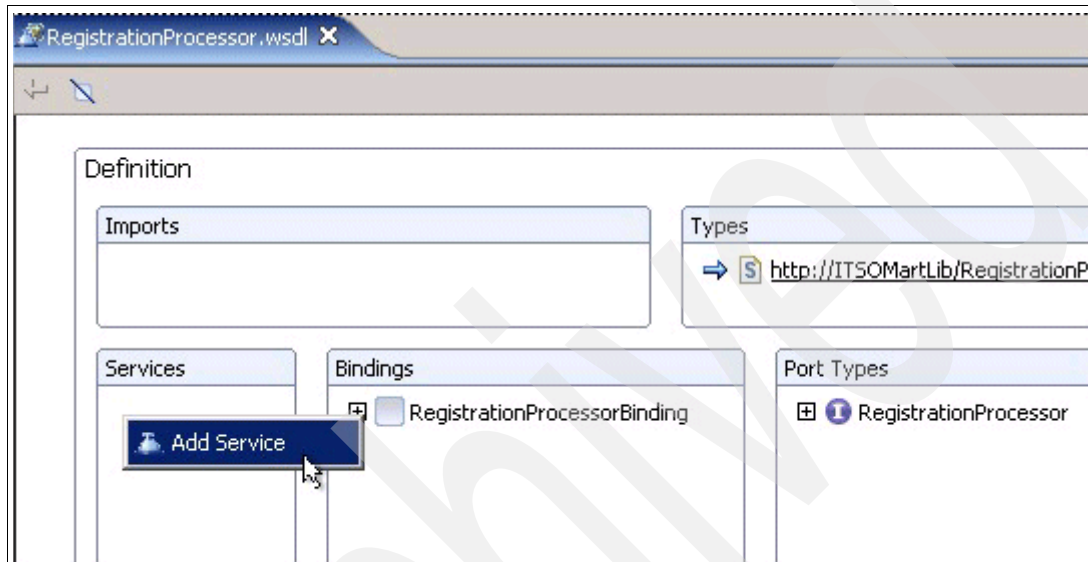 RegistrationProcessor.wsdl
Definition
Imports
Types
http://ITSOMartLib/RegistrationP
Services
Bindings
Port Types
RegistrationProcessorBinding
RegistrationProcessor
Add Service